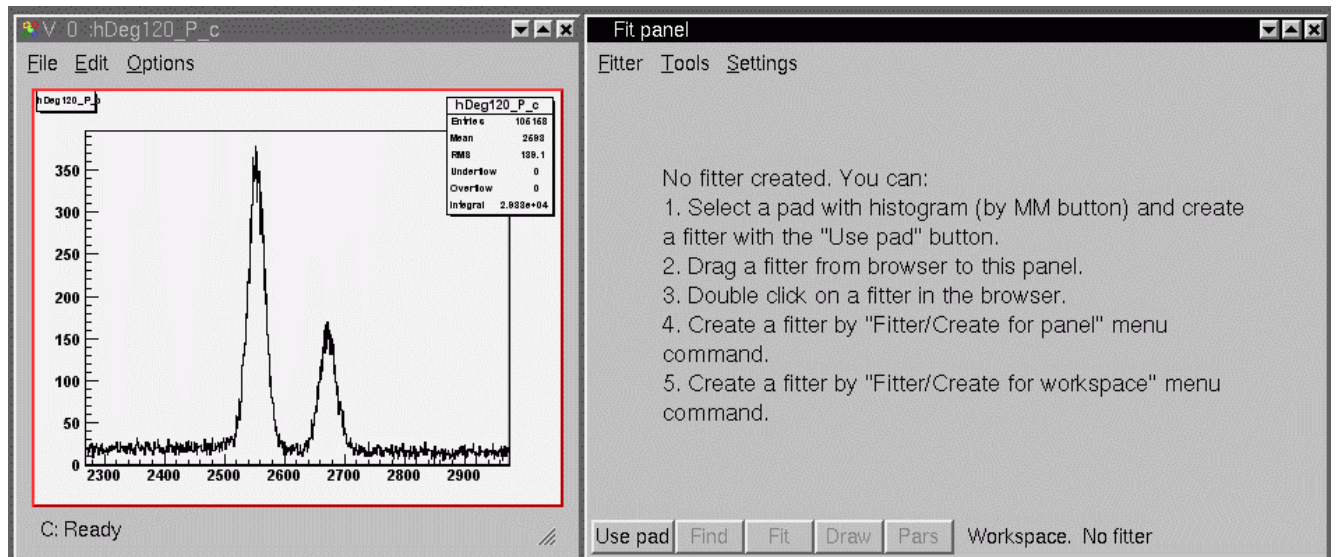 V 0 :hDeg120_P_c
File Edit Options
hDeg120_P_c
hDeg120_P_c
Entries 106168
Mean 2593
RMS 139.1
Underflow 0
Overflow 0
Integral 2.933e+04
350
300
250
200
150
100
50
0
2300 2400 2500 2600 2700 2800 2900
C: Ready
Fit panel
Fitter Tools Settings
No fitter created. You can:
1. Select a pad with histogram (by MM button) and create
a fitter with the "Use pad" button.
2. Drag a fitter from browser to this panel.
3. Double click on a fitter in the browser.
4. Create a fitter by "Fitter/Create for panel" menu
command.
5. Create a fitter by "Fitter/Create for workspace" menu
command.
Use pad Find Fit Draw Pars Workspace. No fitter